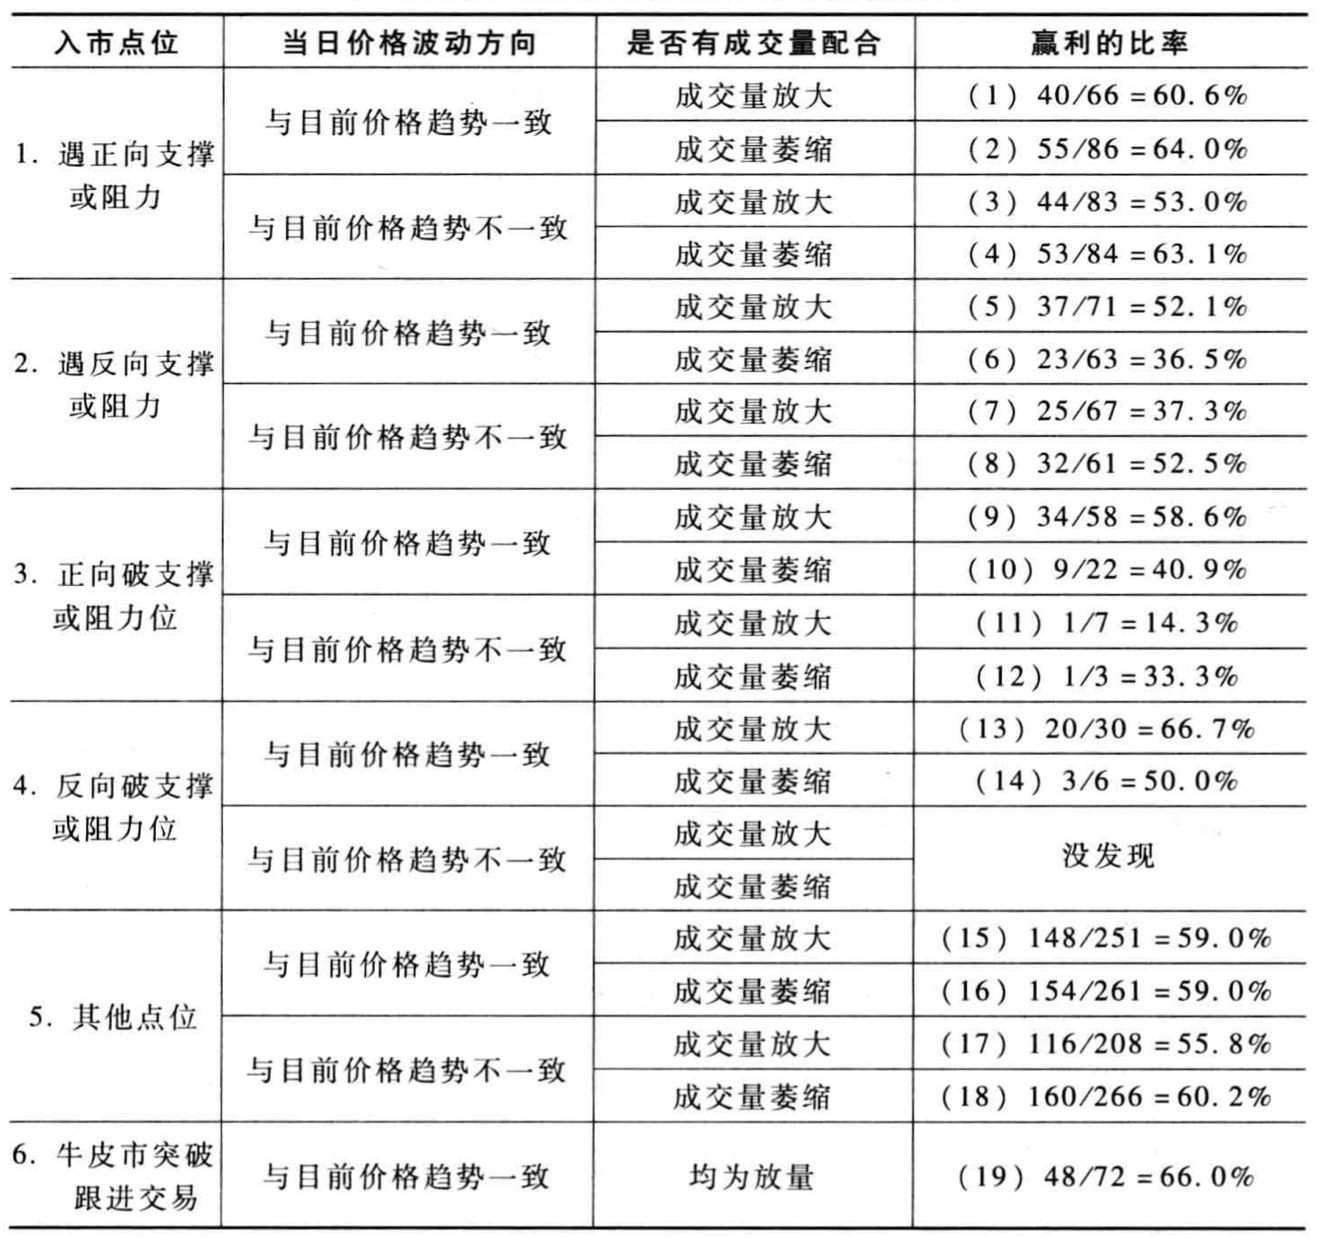 入市点位 当日价格波动方向 是否有成交量配合 赢利的比率
1. 遇正向支撑或阻力 与目前价格趋势一致 成交量放大 (1) 40/66=60.6%
成交量萎缩 (2) 55/86=64.0%
与目前价格趋势不一致 成交量放大 (3) 44/83=53.0%
成交量萎缩 (4) 53/84=63.1%
2. 遇反向支撑或阻力 与目前价格趋势一致 成交量放大 (5) 37/71=52.1%
成交量萎缩 (6) 23/63=36.5%
与目前价格趋势不一致 成交量放大 (7) 25/67=37.3%
成交量萎缩 (8) 32/61=52.5%
3. 正向破支撑或阻力位 与目前价格趋势一致 成交量放大 (9) 34/58=58.6%
成交量萎缩 (10) 9/22=40.9%
与目前价格趋势不一致 成交量放大 (11) 1/7=14.3%
成交量萎缩 (12) 1/3=33.3%
4. 反向破支撑或阻力位 与目前价格趋势一致 成交量放大 (13) 20/30=66.7%
成交量萎缩 (14) 3/6=50.0%
与目前价格趋势不一致 成交量放大 没发现
成交量萎缩
5. 其他点位 与目前价格趋势一致 成交量放大 (15) 148/251=59.0%
成交量萎缩 (16) 154/261=59.0%
与目前价格趋势不一致 成交量放大 (17) 116/208=55.8%
成交量萎缩 (18) 160/266=60.2%
6. 牛皮市突破跟进交易 与目前价格趋势一致 均为放量 (19) 48/72=66.0%